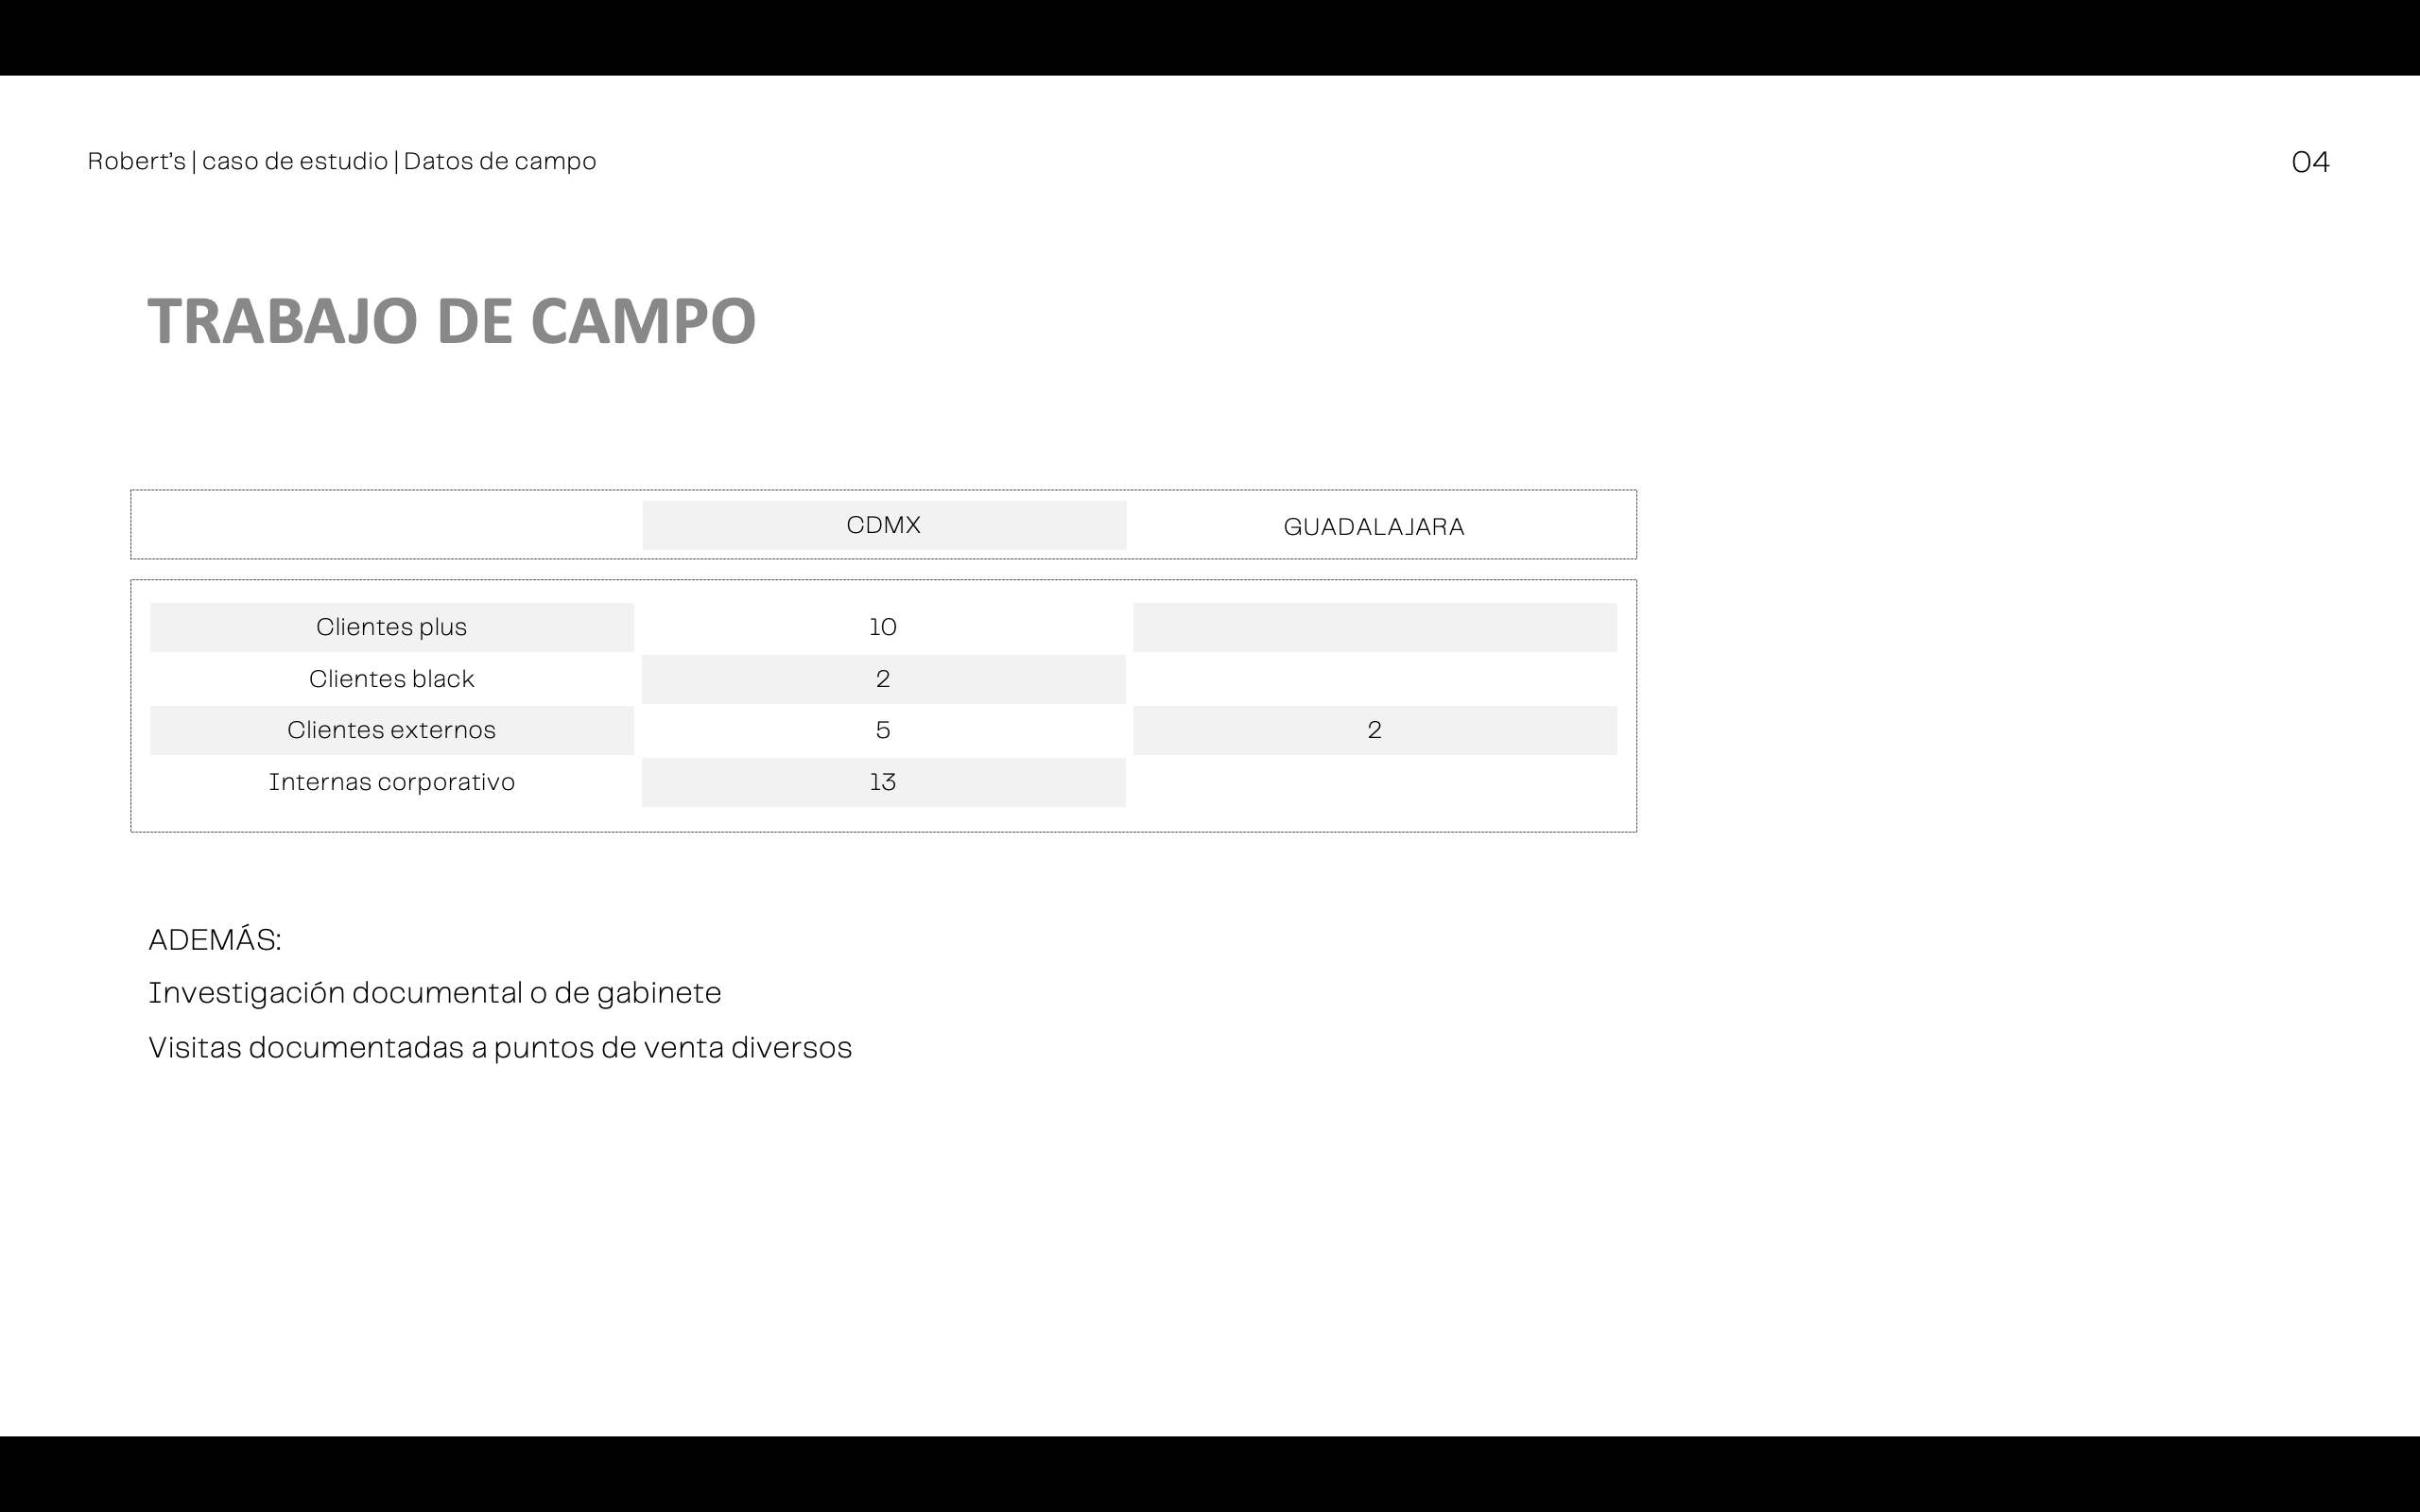 Robert's | caso de estudio | Datos de campo
04
TRABAJO DE CAMPO
CDMX GUADALAJARA
Clientes plus 10
Clientes black 2
Clientes externos 5 2
Internas corporativo 13
ADEMÁS:
Investigación documental o de gabinete
Visitas documentadas a puntos de venta diversos